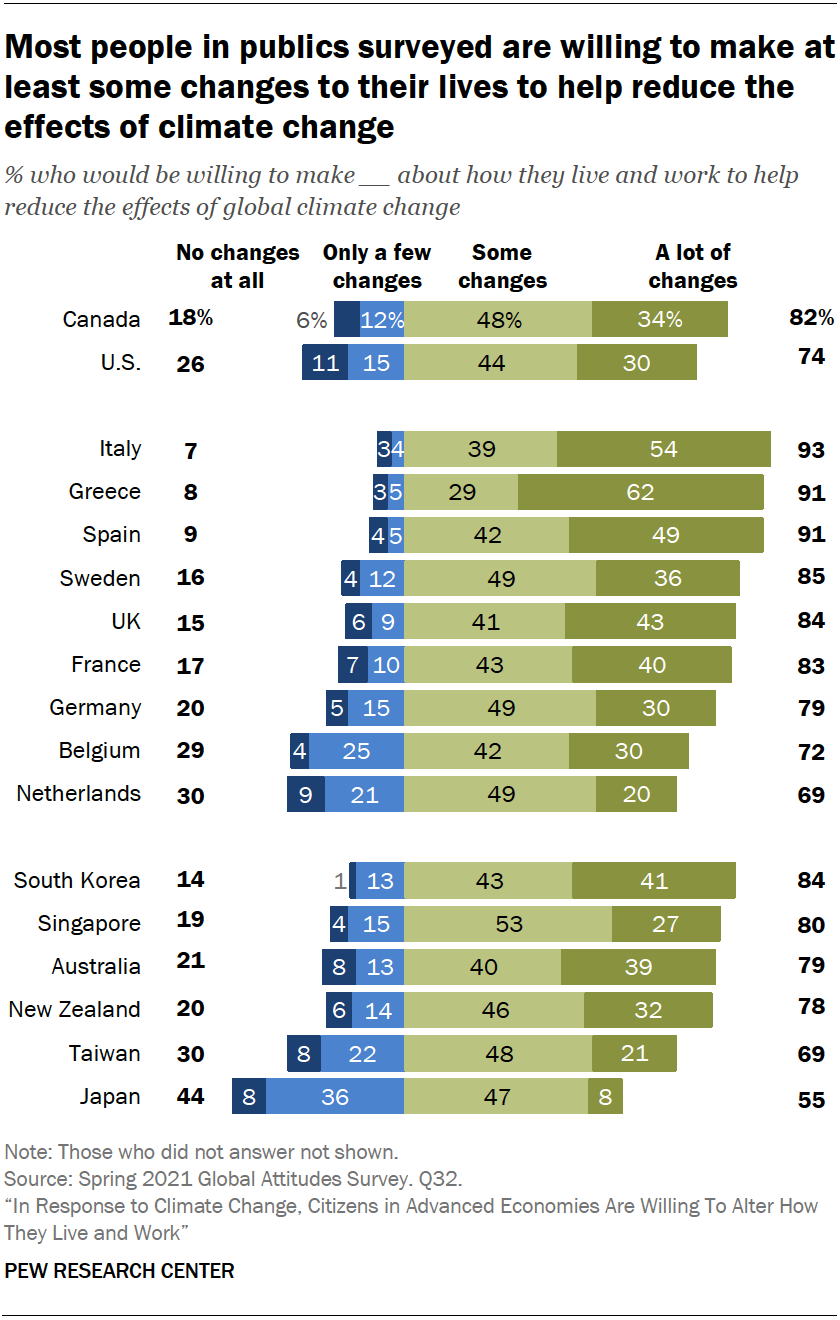 Most people in publics surveyed are willing to make at
least some changes to their lives to help reduce the
effects of climate change
% who would be willing to make __ about how they live and work to help
reduce the effects of global climate change
No changes at all Only a few changes Some changes A lot of changes
Canada 18% 6% 12% 48% 34% 82%
U.S. 26 11 15 44 30 74
Italy 7 3 4 39 54 93
Greece 8 3 5 29 62 91
Spain 9 4 5 42 49 91
Sweden 16 4 12 49 36 85
UK 15 6 9 41 43 84
France 17 7 10 43 40 83
Germany 20 5 15 49 30 79
Belgium 29 4 25 42 30 72
Netherlands 30 9 21 49 20 69
South Korea 14 1 13 43 41 84
Singapore 19 4 15 53 27 80
Australia 21 8 13 40 39 79
New Zealand 20 6 14 46 32 78
Taiwan 30 8 22 48 21 69
Japan 44 8 36 47 8 55
Note: Those who did not answer not shown.
Source: Spring 2021 Global Attitudes Survey. Q32.
“In Response to Climate Change, Citizens in Advanced Economies Are Willing To Alter How
They Live and Work”
PEW RESEARCH CENTER